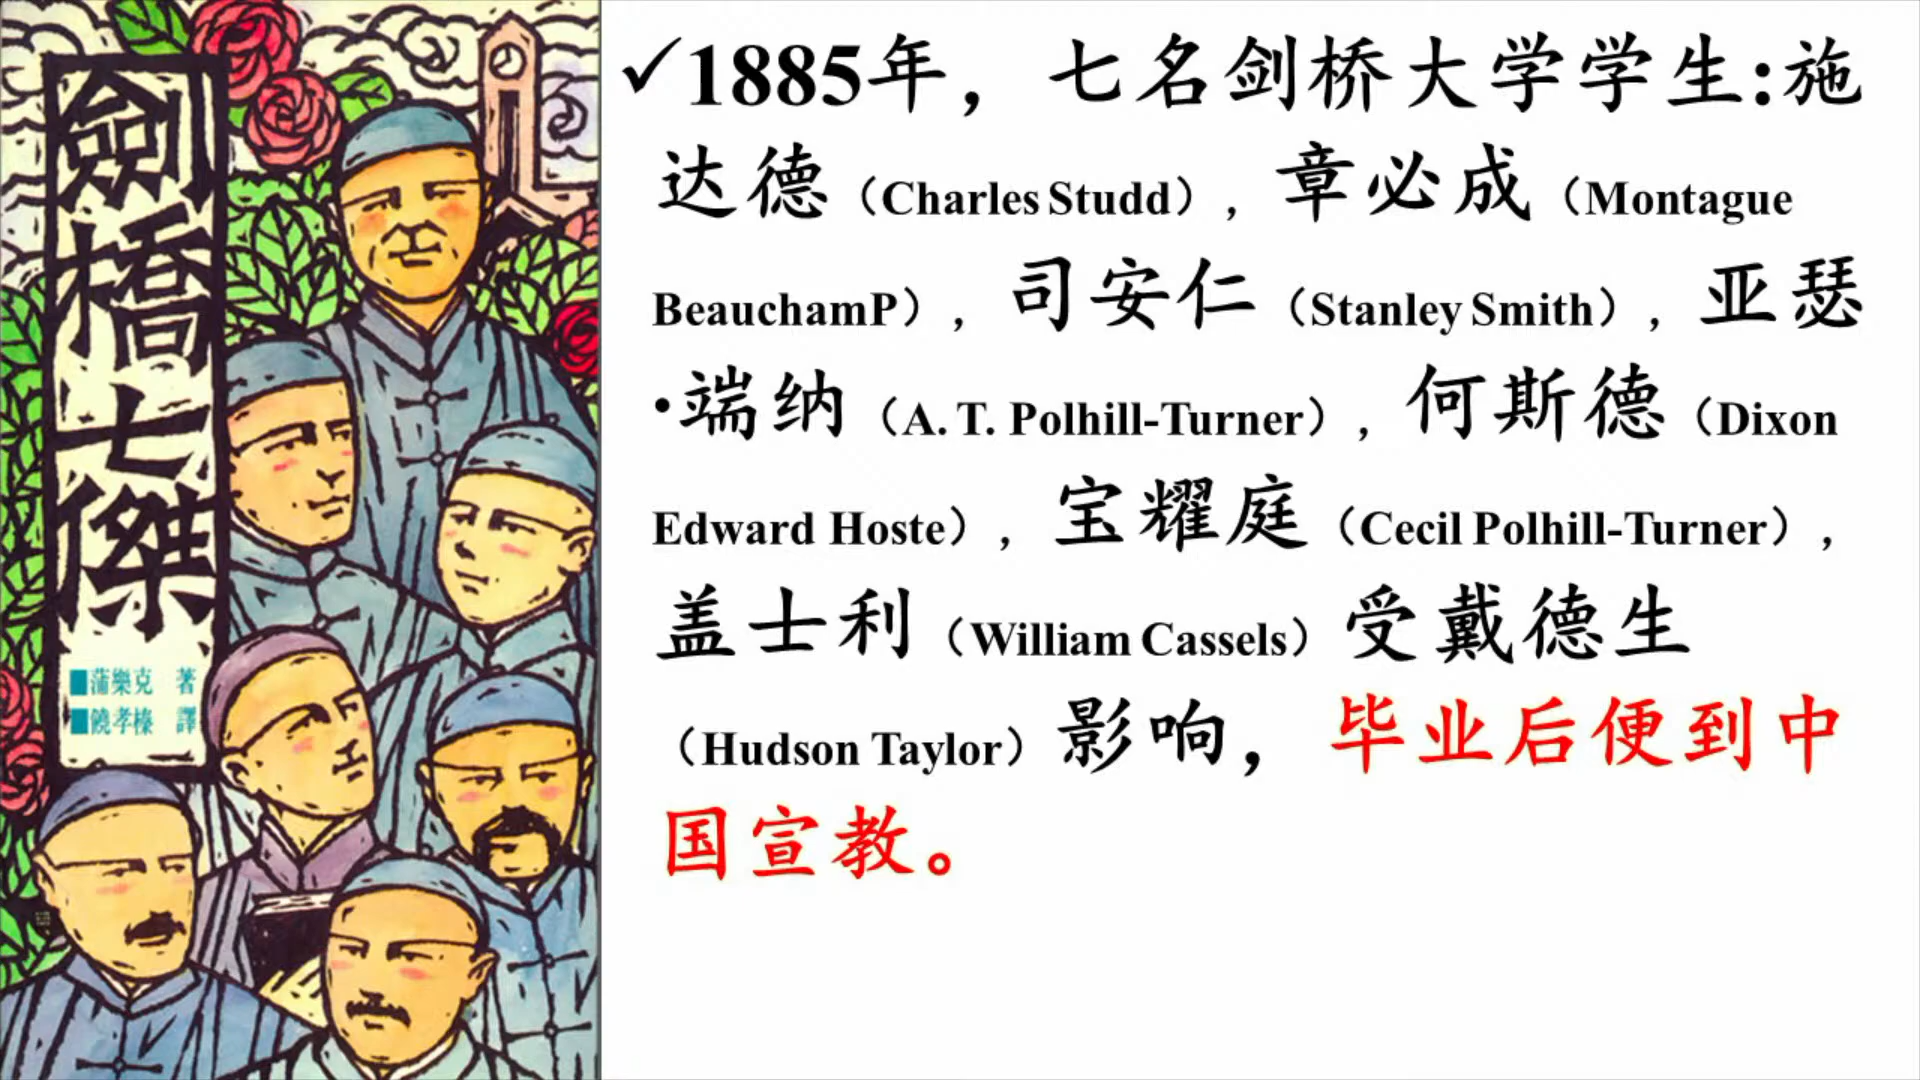 劍橋七傑
■蒲樂克 著
■饒孝榛 譯
✓1885年，七名剑桥大学学生:施
达德（Charles Studd），章必成（Montague
BeauchamP），司安仁（Stanley Smith），亚瑟
•端纳（A. T. Polhill-Turner），何斯德（Dixon
Edward Hoste），宝耀庭（Cecil Polhill-Turner），
盖士利（William Cassels）受戴德生
（Hudson Taylor）影响，毕业后便到中
国宣教。